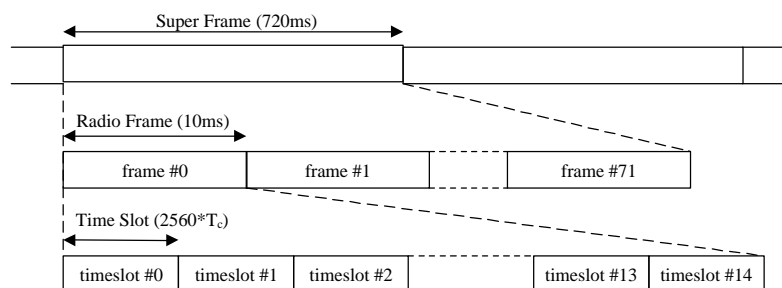 Super Frame (720ms)
Radio Frame (10ms)
frame #0 frame #1 frame #71
Time Slot (2560*Tc)
timeslot #0 timeslot #1 timeslot #2 timeslot #13 timeslot #14